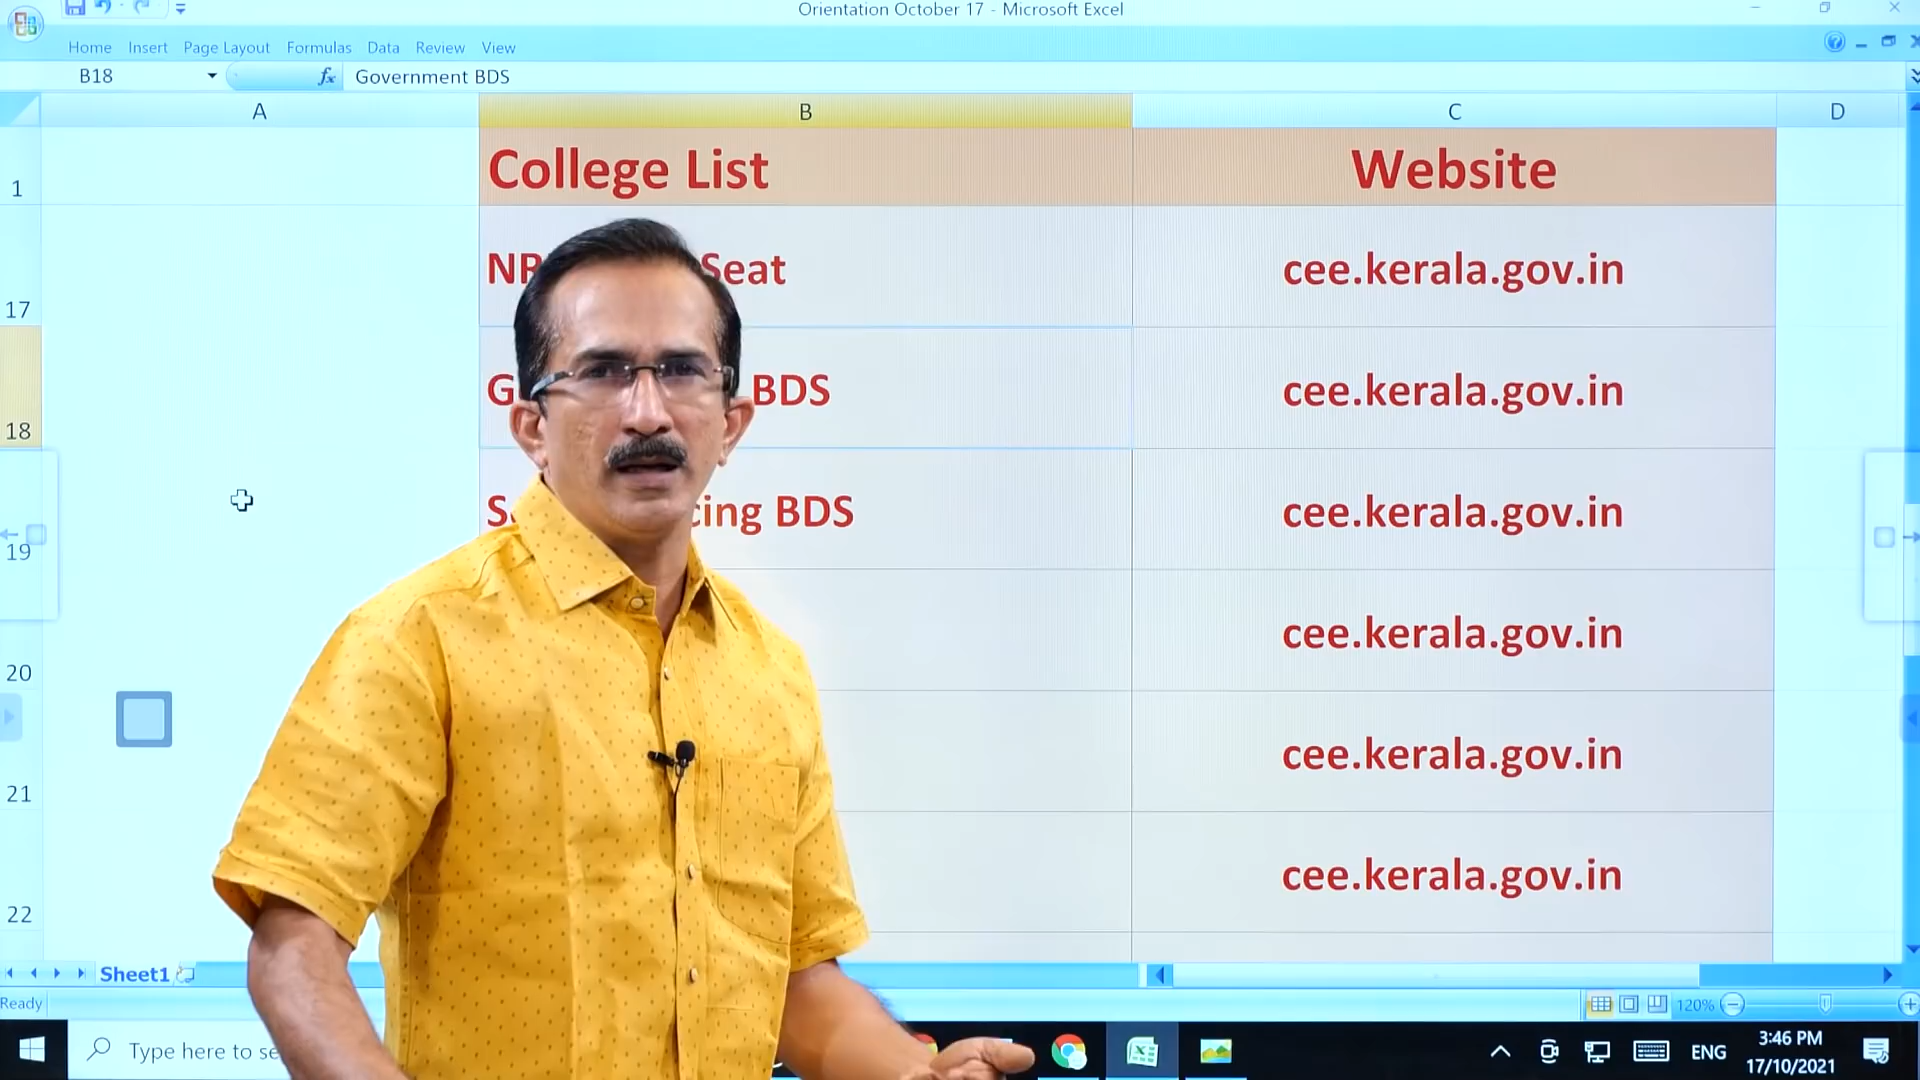 Orientation October 17 - Microsoft Excel
Home Insert Page Layout Formulas Data Review View
B18 fx Government BDS
A B C D
1 College List Website
17 Seat cee.kerala.gov.in
18 BDS cee.kerala.gov.in
19 BDS cee.kerala.gov.in
20 cee.kerala.gov.in
21 cee.kerala.gov.in
22 cee.kerala.gov.in
Sheet1
Ready 120%
Type here to ENG 3:46 PM
17/10/2021